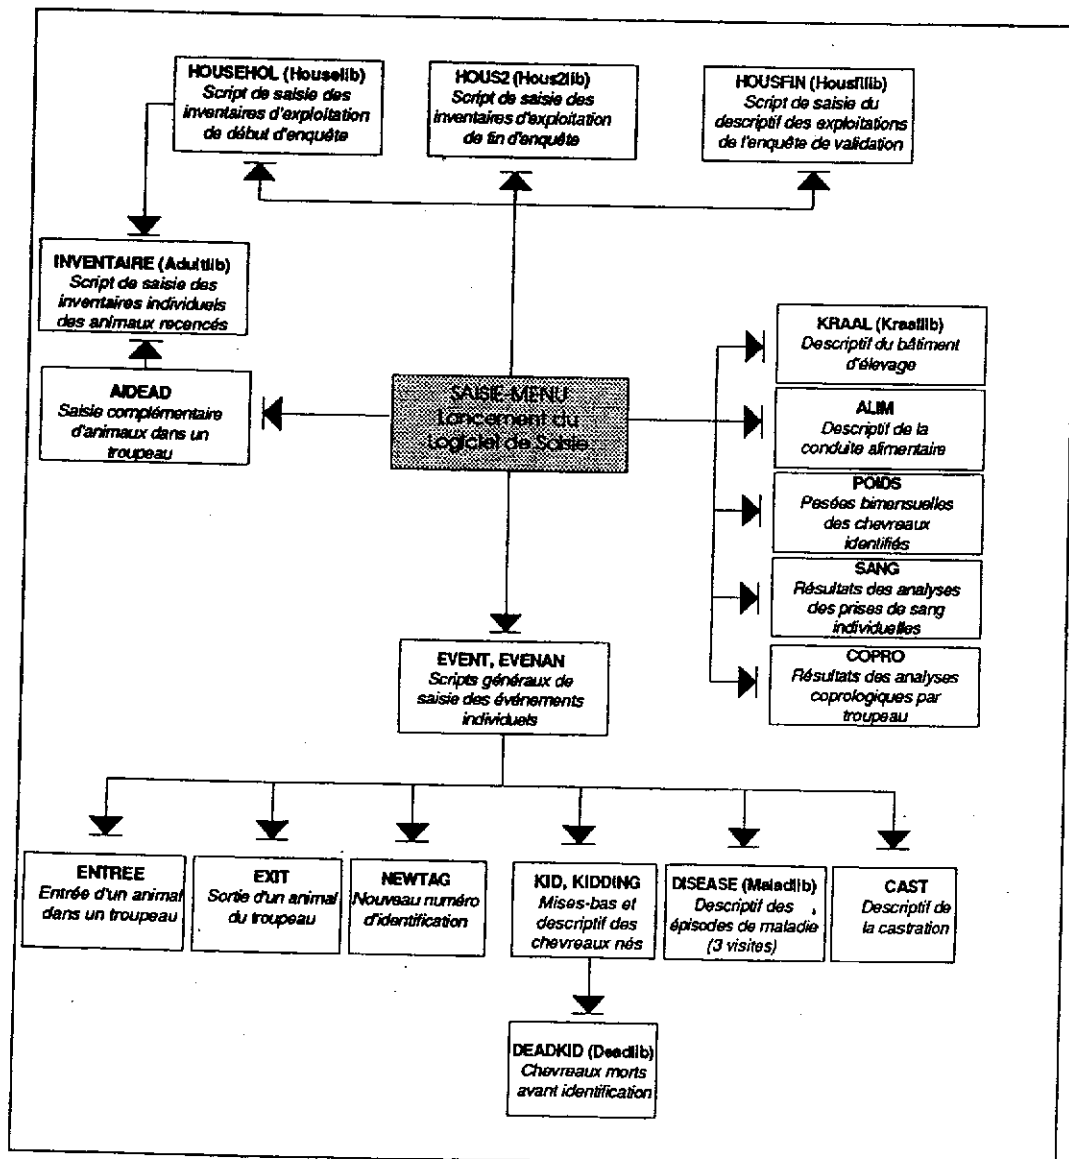 HOUSEHOL (Houselib)
Script de saisie des
inventaires d'exploitation
de début d'enquête
HOUS2 (Hous2lib)
Script de saisie des
inventaires d'exploitation
de fin d'enquête
HOUSFIN (Housfilib)
Script de saisie du
descriptif des exploitations
de l'enquête de validation
INVENTAIRE (Adultlib)
Script de saisie des
inventaires individuels
des animaux recencés
AIDEAD
Saisie complémentaire
d'animaux dans un
troupeau
SAISIE-MENU
Lancement du
Logiciel de Saisie
KRAAL (Kraallib)
Descriptif du bâtiment
d'élevage
ALIM
Descriptif de la
conduite alimentaire
POIDS
Pesées bimensuelles
des chevreaux
identifiés
SANG
Résultats des analyses
des prises de sang
individuelles
COPRO
Résultats des analyses
coprologiques par
troupeau
EVENT, EVENAN
Scripts généraux de
saisie des événements
individuels
ENTREE
Entrée d'un animal
dans un troupeau
EXIT
Sortie d'un animal
du troupeau
NEWTAG
Nouveau numéro
d'identification
KID, KIDDING
Mises-bas et
descriptif des
chevreaux nés
DISEASE (Maladlib)
Descriptif des
épisodes de maladie
(3 visites)
CAST
Descriptif de
la castration
DEADKID (Deadlib)
Chevreaux morts
avant identification